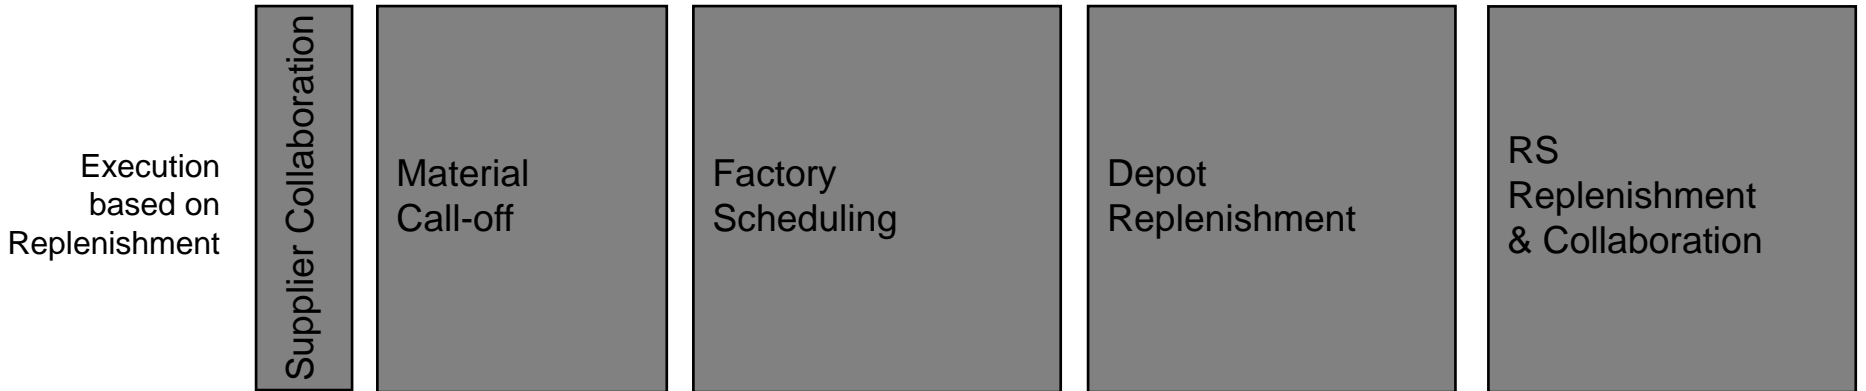 Execution
based on
Replenishment
Supplier Collaboration
Material
Call-off
Factory
Scheduling
Depot
Replenishment
RS
Replenishment
& Collaboration